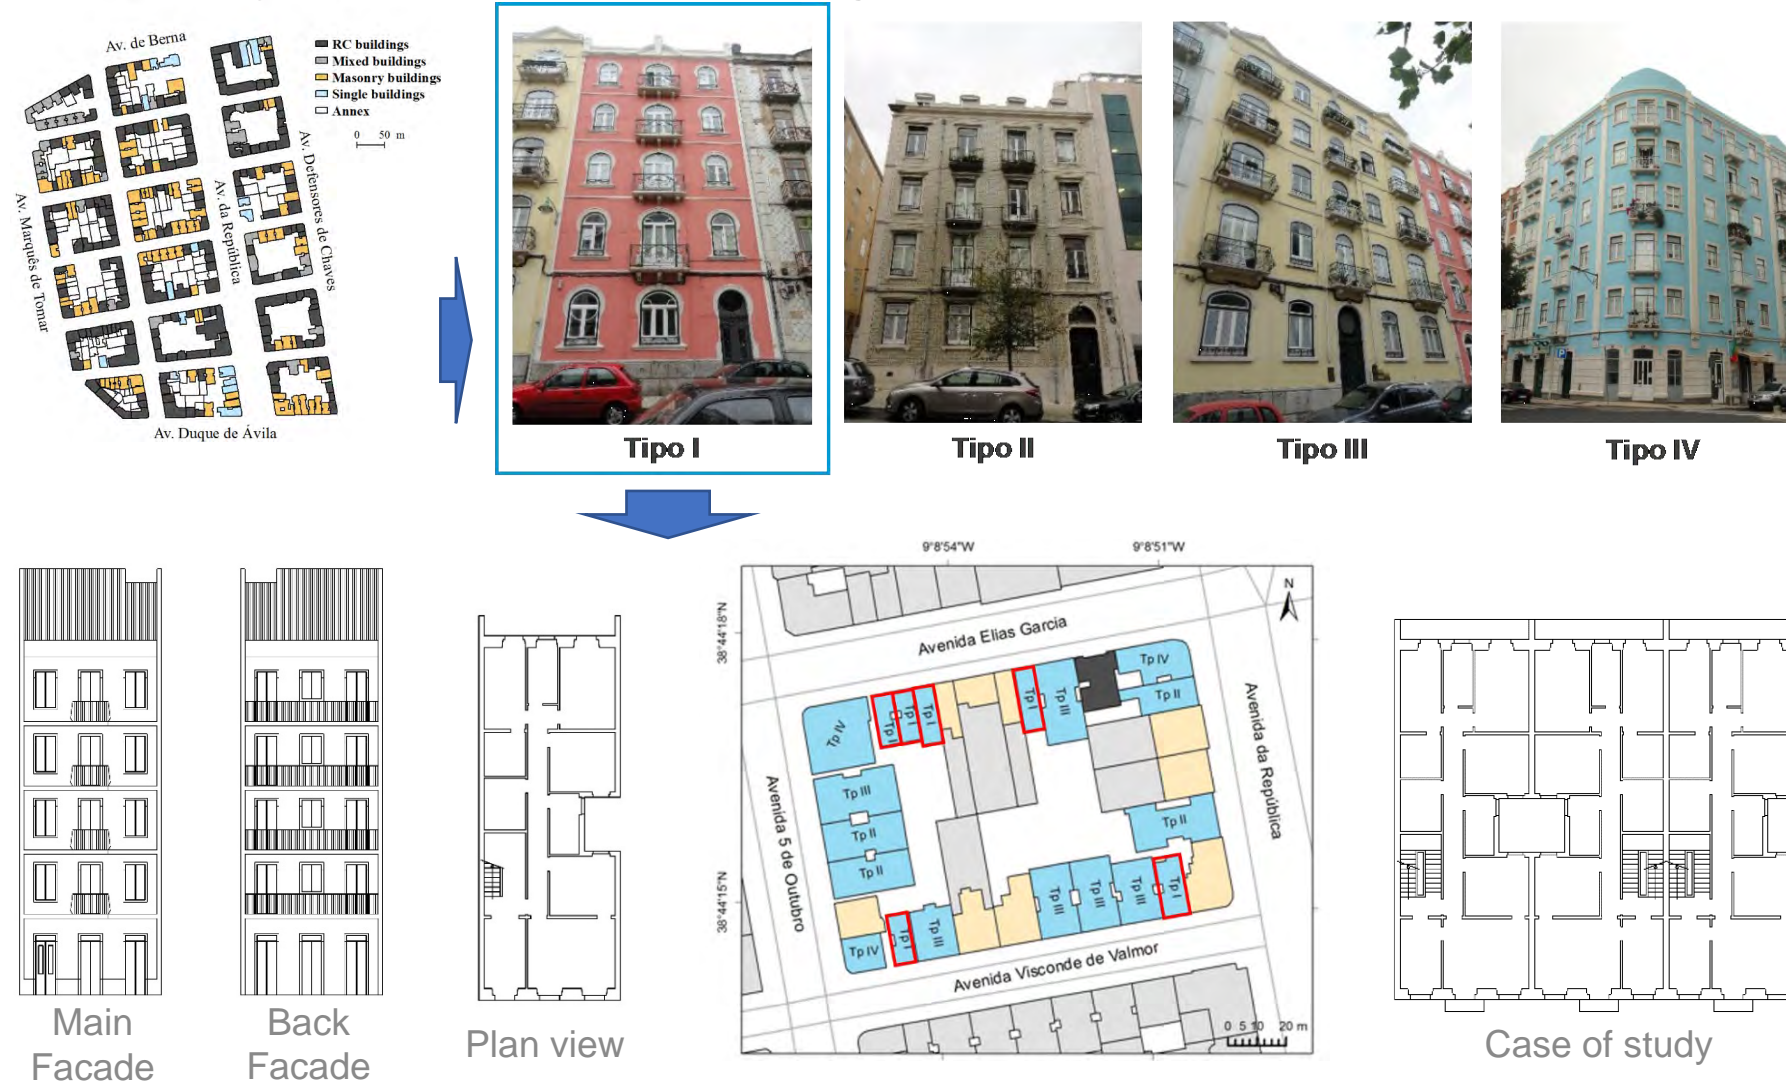 Av. de Berna
RC buildings
Mixed buildings
Masonry buildings
Single buildings
Annex
0 50 m
Av. Marquês de Tomar
Av. da República
Av. Defensores de Chaves
Av. Duque de Ávila
Tipo I
Tipo II
Tipo III
Tipo IV
Main
Facade
Back
Facade
Plan view
9°8'54"W
9°8'51"W
38°44'18"N
38°44'15"N
N
Avenida Elias Garcia
Avenida da República
Avenida 5 de Outubro
Avenida Visconde de Valmor
Tp IV
Tp I
Tp I
Tp I
Tp I
Tp III
Tp IV
Tp II
Tp III
Tp II
Tp II
Tp II
Tp IV
Tp I
Tp III
Tp III
Tp III
Tp III
Tp I
0 5 10 20 m
Case of study